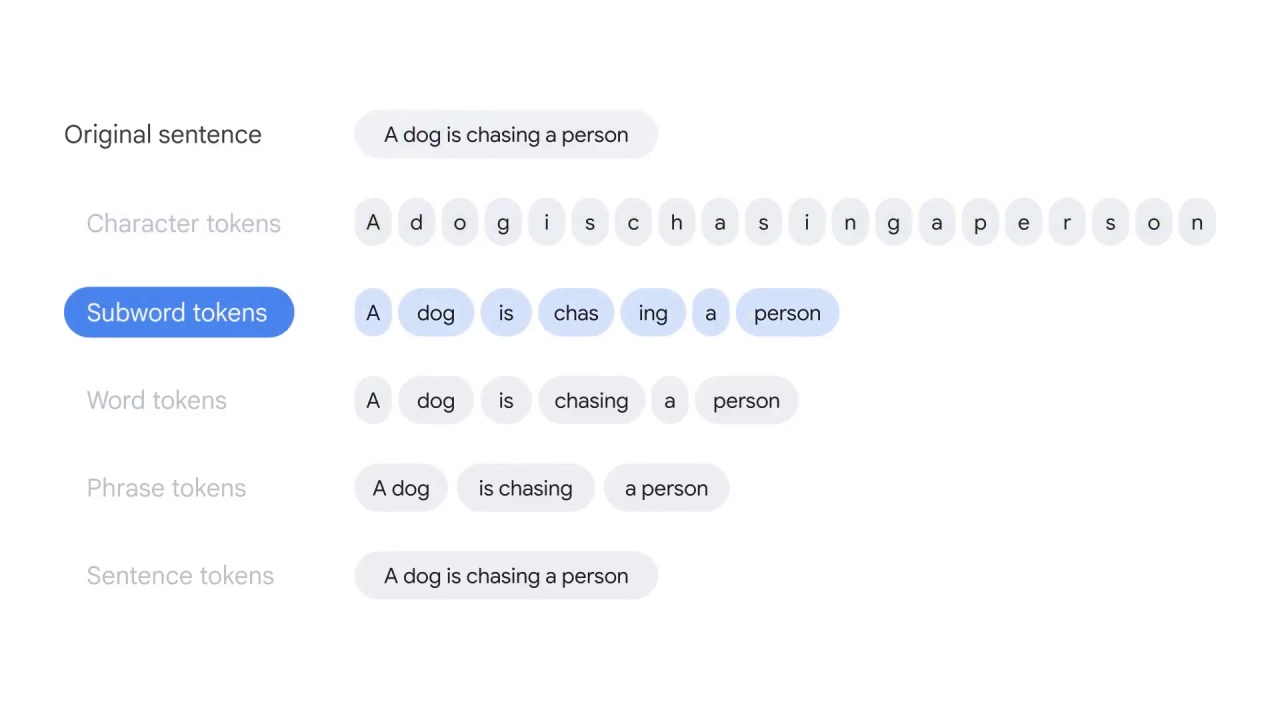 Original sentence A dog is chasing a person
Character tokens A d o g i s c h a s i n g a p e r s o n
Subword tokens A dog is chas ing a person
Word tokens A dog is chasing a person
Phrase tokens A dog is chasing a person
Sentence tokens A dog is chasing a person